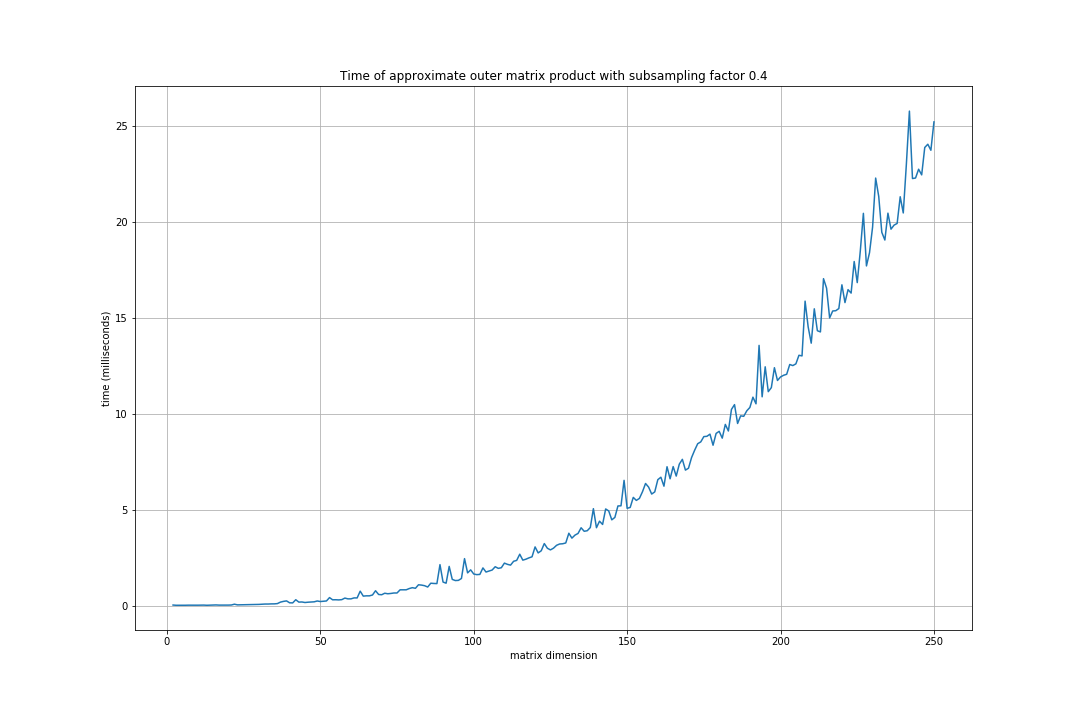 Time of approximate outer matrix product with subsampling factor 0.4
25
20
15
10
5
0
time (milliseconds)
0 50 100 150 200 250
matrix dimension